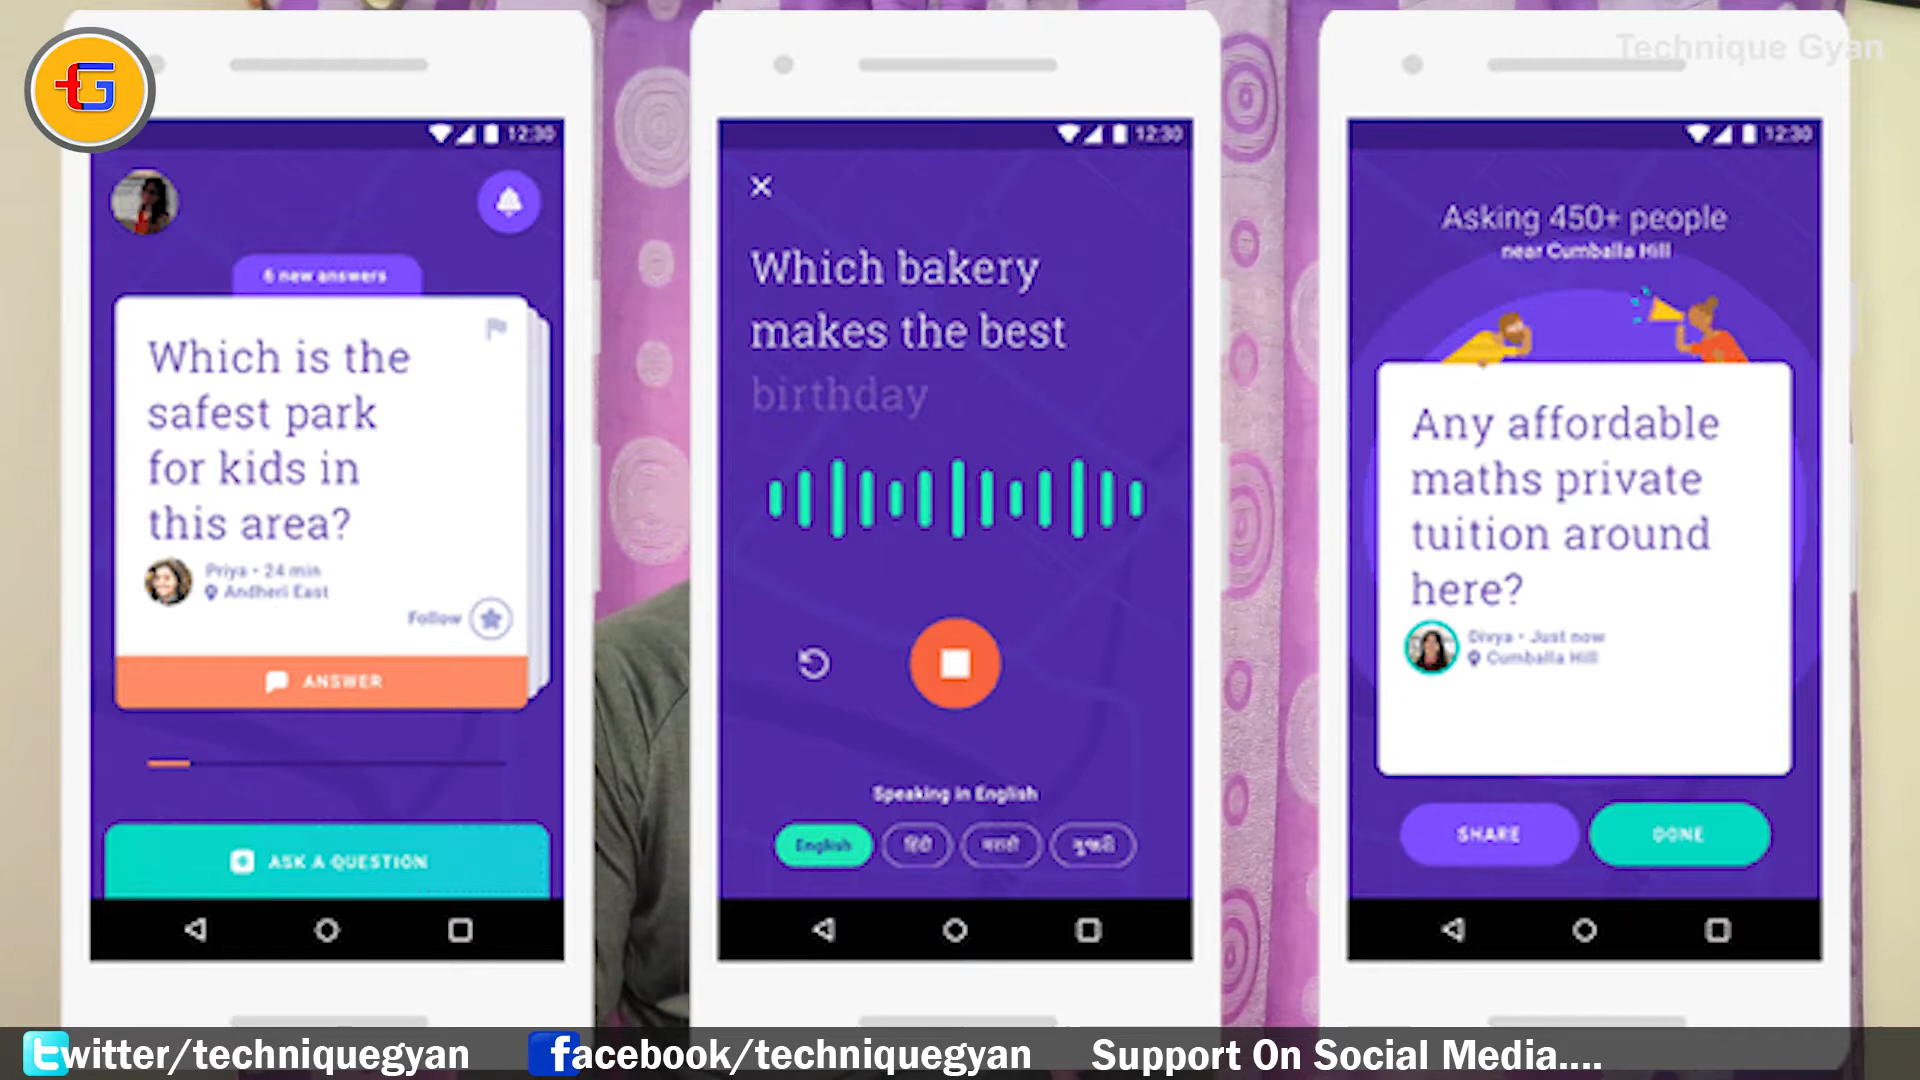 tG
Technique Gyan
12:30
6 new answers
Which is the
safest park
for kids in
this area?
Priya • 24 min
Andheri East
Follow
ANSWER
ASK A QUESTION
12:30
Which bakery
makes the best
birthday
Speaking in English
English
हिंदी
मराठी
ગુજરાતી
12:30
Asking 450+ people
near Cumballa Hill
Any affordable
maths private
tuition around
here?
Divya • Just now
Cumballa Hill
SHARE
DONE
twitter/techniquegyan
facebook/techniquegyan
Support On Social Media....